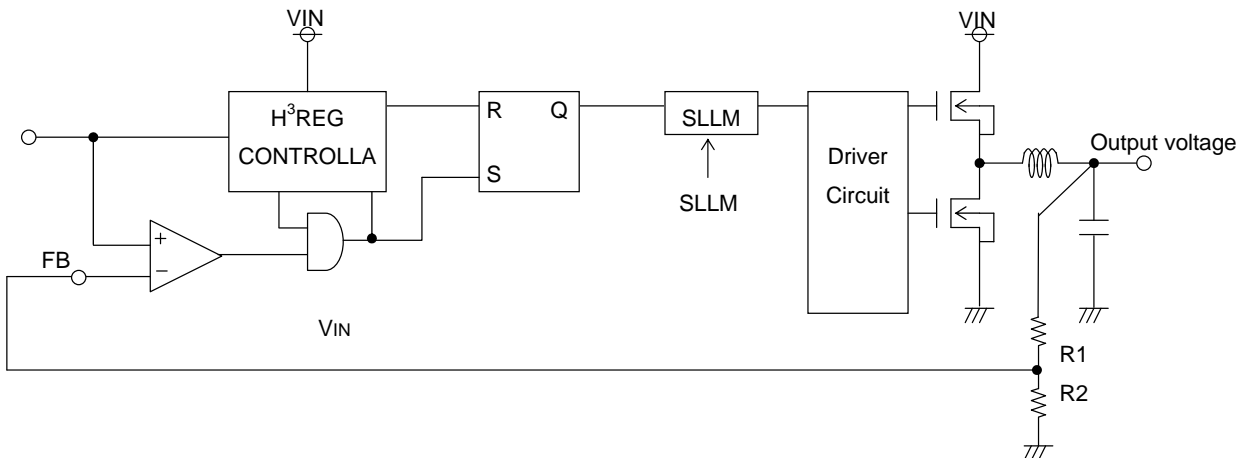 VIN
VIN
H³REG
CONTROLLA
R
Q
S
SLLM
SLLM
Driver
Circuit
Output voltage
FB
+
−
VIN
R1
R2